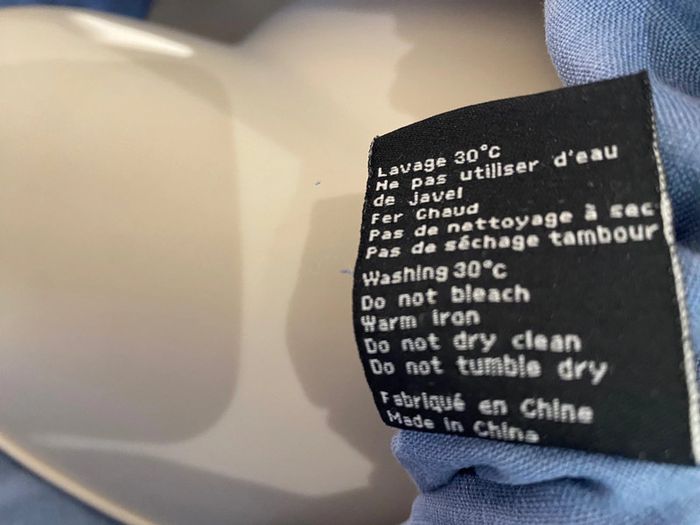 Lavage 30°C
Ne pas utiliser d'eau
de javel
Fer Chaud
Pas de nettoyage à sec
Pas de séchage tambour
Washing 30°C
Do not bleach
Warm iron
Do not dry clean
Do not tumble dry
Fabriqué en Chine
Made in China